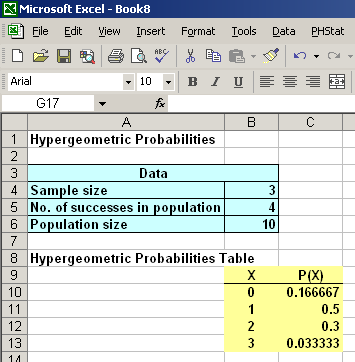 Microsoft Excel - Book8
File Edit View Insert Format Tools Data PHStat
Arial 10 B I U
G17 fx
A B C
1 Hypergeometric Probabilities
2
3 Data
4 Sample size 3
5 No. of successes in population 4
6 Population size 10
7
8 Hypergeometric Probabilities Table
9 X P(X)
10 0 0.166667
11 1 0.5
12 2 0.3
13 3 0.033333
14